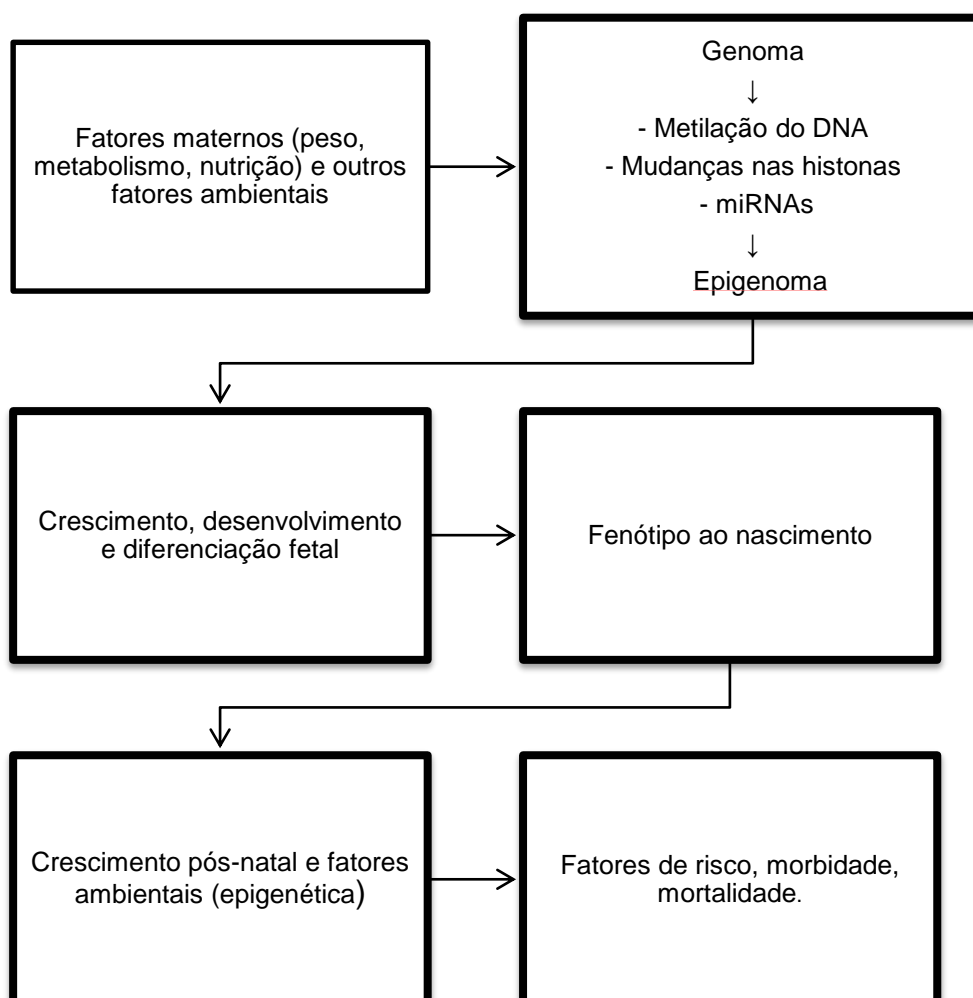 Fatores maternos (peso,
metabolismo, nutrição) e outros
fatores ambientais
Genoma
↓
- Metilação do DNA
- Mudanças nas histonas
- miRNAs
↓
Epigenoma
Crescimento, desenvolvimento
e diferenciação fetal
Fenótipo ao nascimento
Crescimento pós-natal e fatores
ambientais (epigenética)
Fatores de risco, morbidade,
mortalidade.